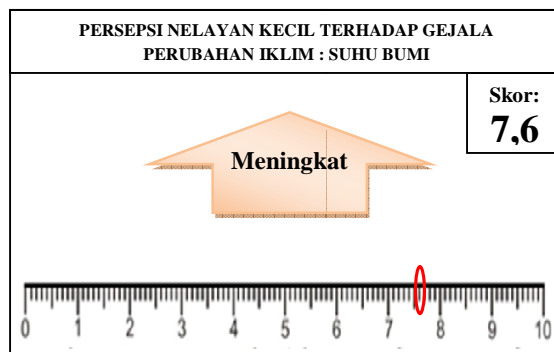 PERSEPSI NELAYAN KECIL TERHADAP GEJALA
PERUBAHAN IKLIM : SUHU BUMI
Skor:
7,6
Meningkat
0 1 2 3 4 5 6 7 8 9 10